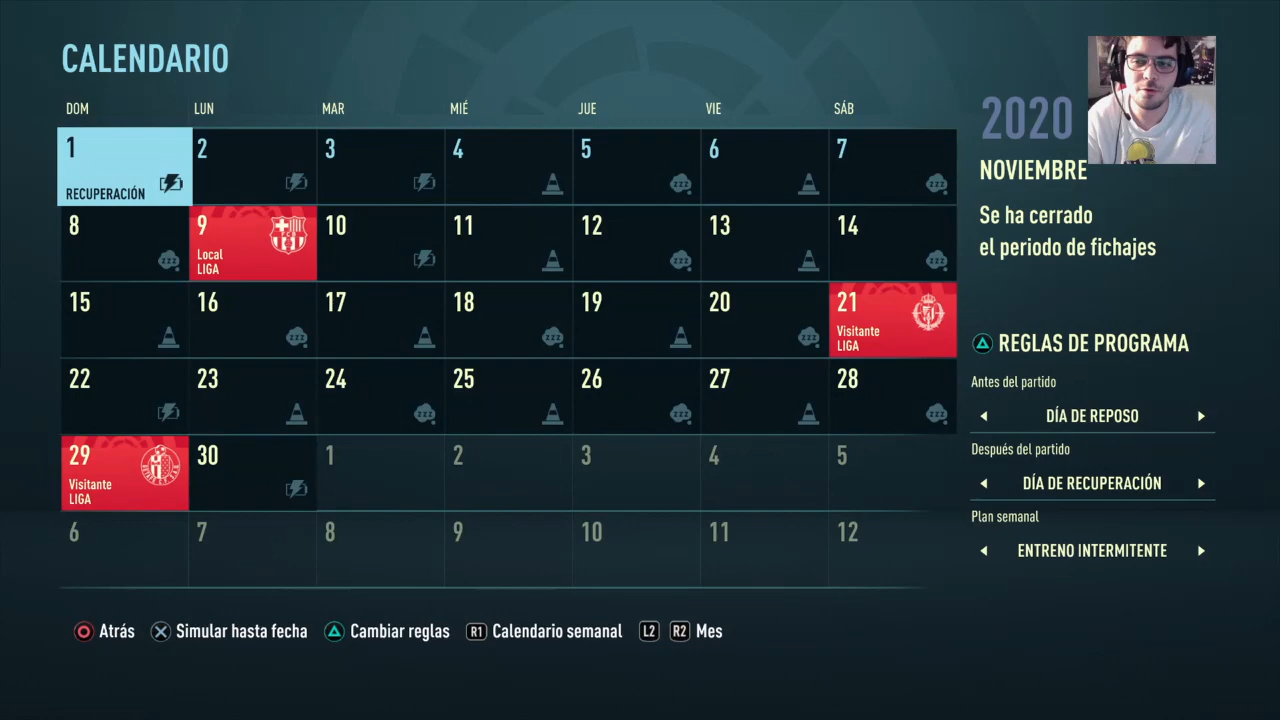 CALENDARIO
DOM LUN MAR MIÉ JUE VIE SÁB
1 2 3 4 5 6 7
RECUPERACIÓN
8 9 10 11 12 13 14
Local
LIGA
15 16 17 18 19 20 21
Visitante
LIGA
22 23 24 25 26 27 28
29 30 1 2 3 4 5
Visitante
LIGA
6 7 8 9 10 11 12
2020
NOVIEMBRE
Se ha cerrado
el periodo de fichajes
REGLAS DE PROGRAMA
Antes del partido
DÍA DE REPOSO
Después del partido
DÍA DE RECUPERACIÓN
Plan semanal
ENTRENO INTERMITENTE
Atrás Simular hasta fecha Cambiar reglas R1 Calendario semanal L2 R2 Mes